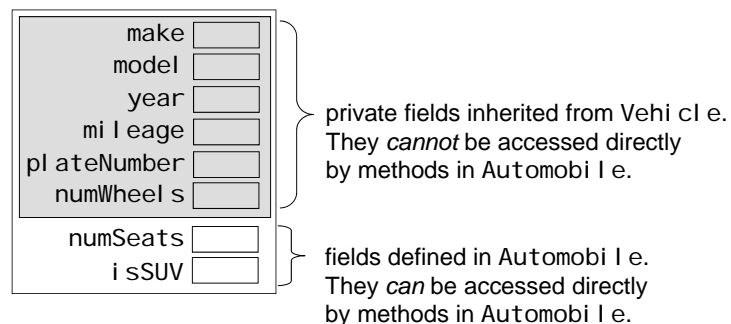 make
model
year
mileage
plateNumber
numWheels
private fields inherited from Vehicle.
They cannot be accessed directly
by methods in Automobile.
numSeats
isSUV
fields defined in Automobile.
They can be accessed directly
by methods in Automobile.